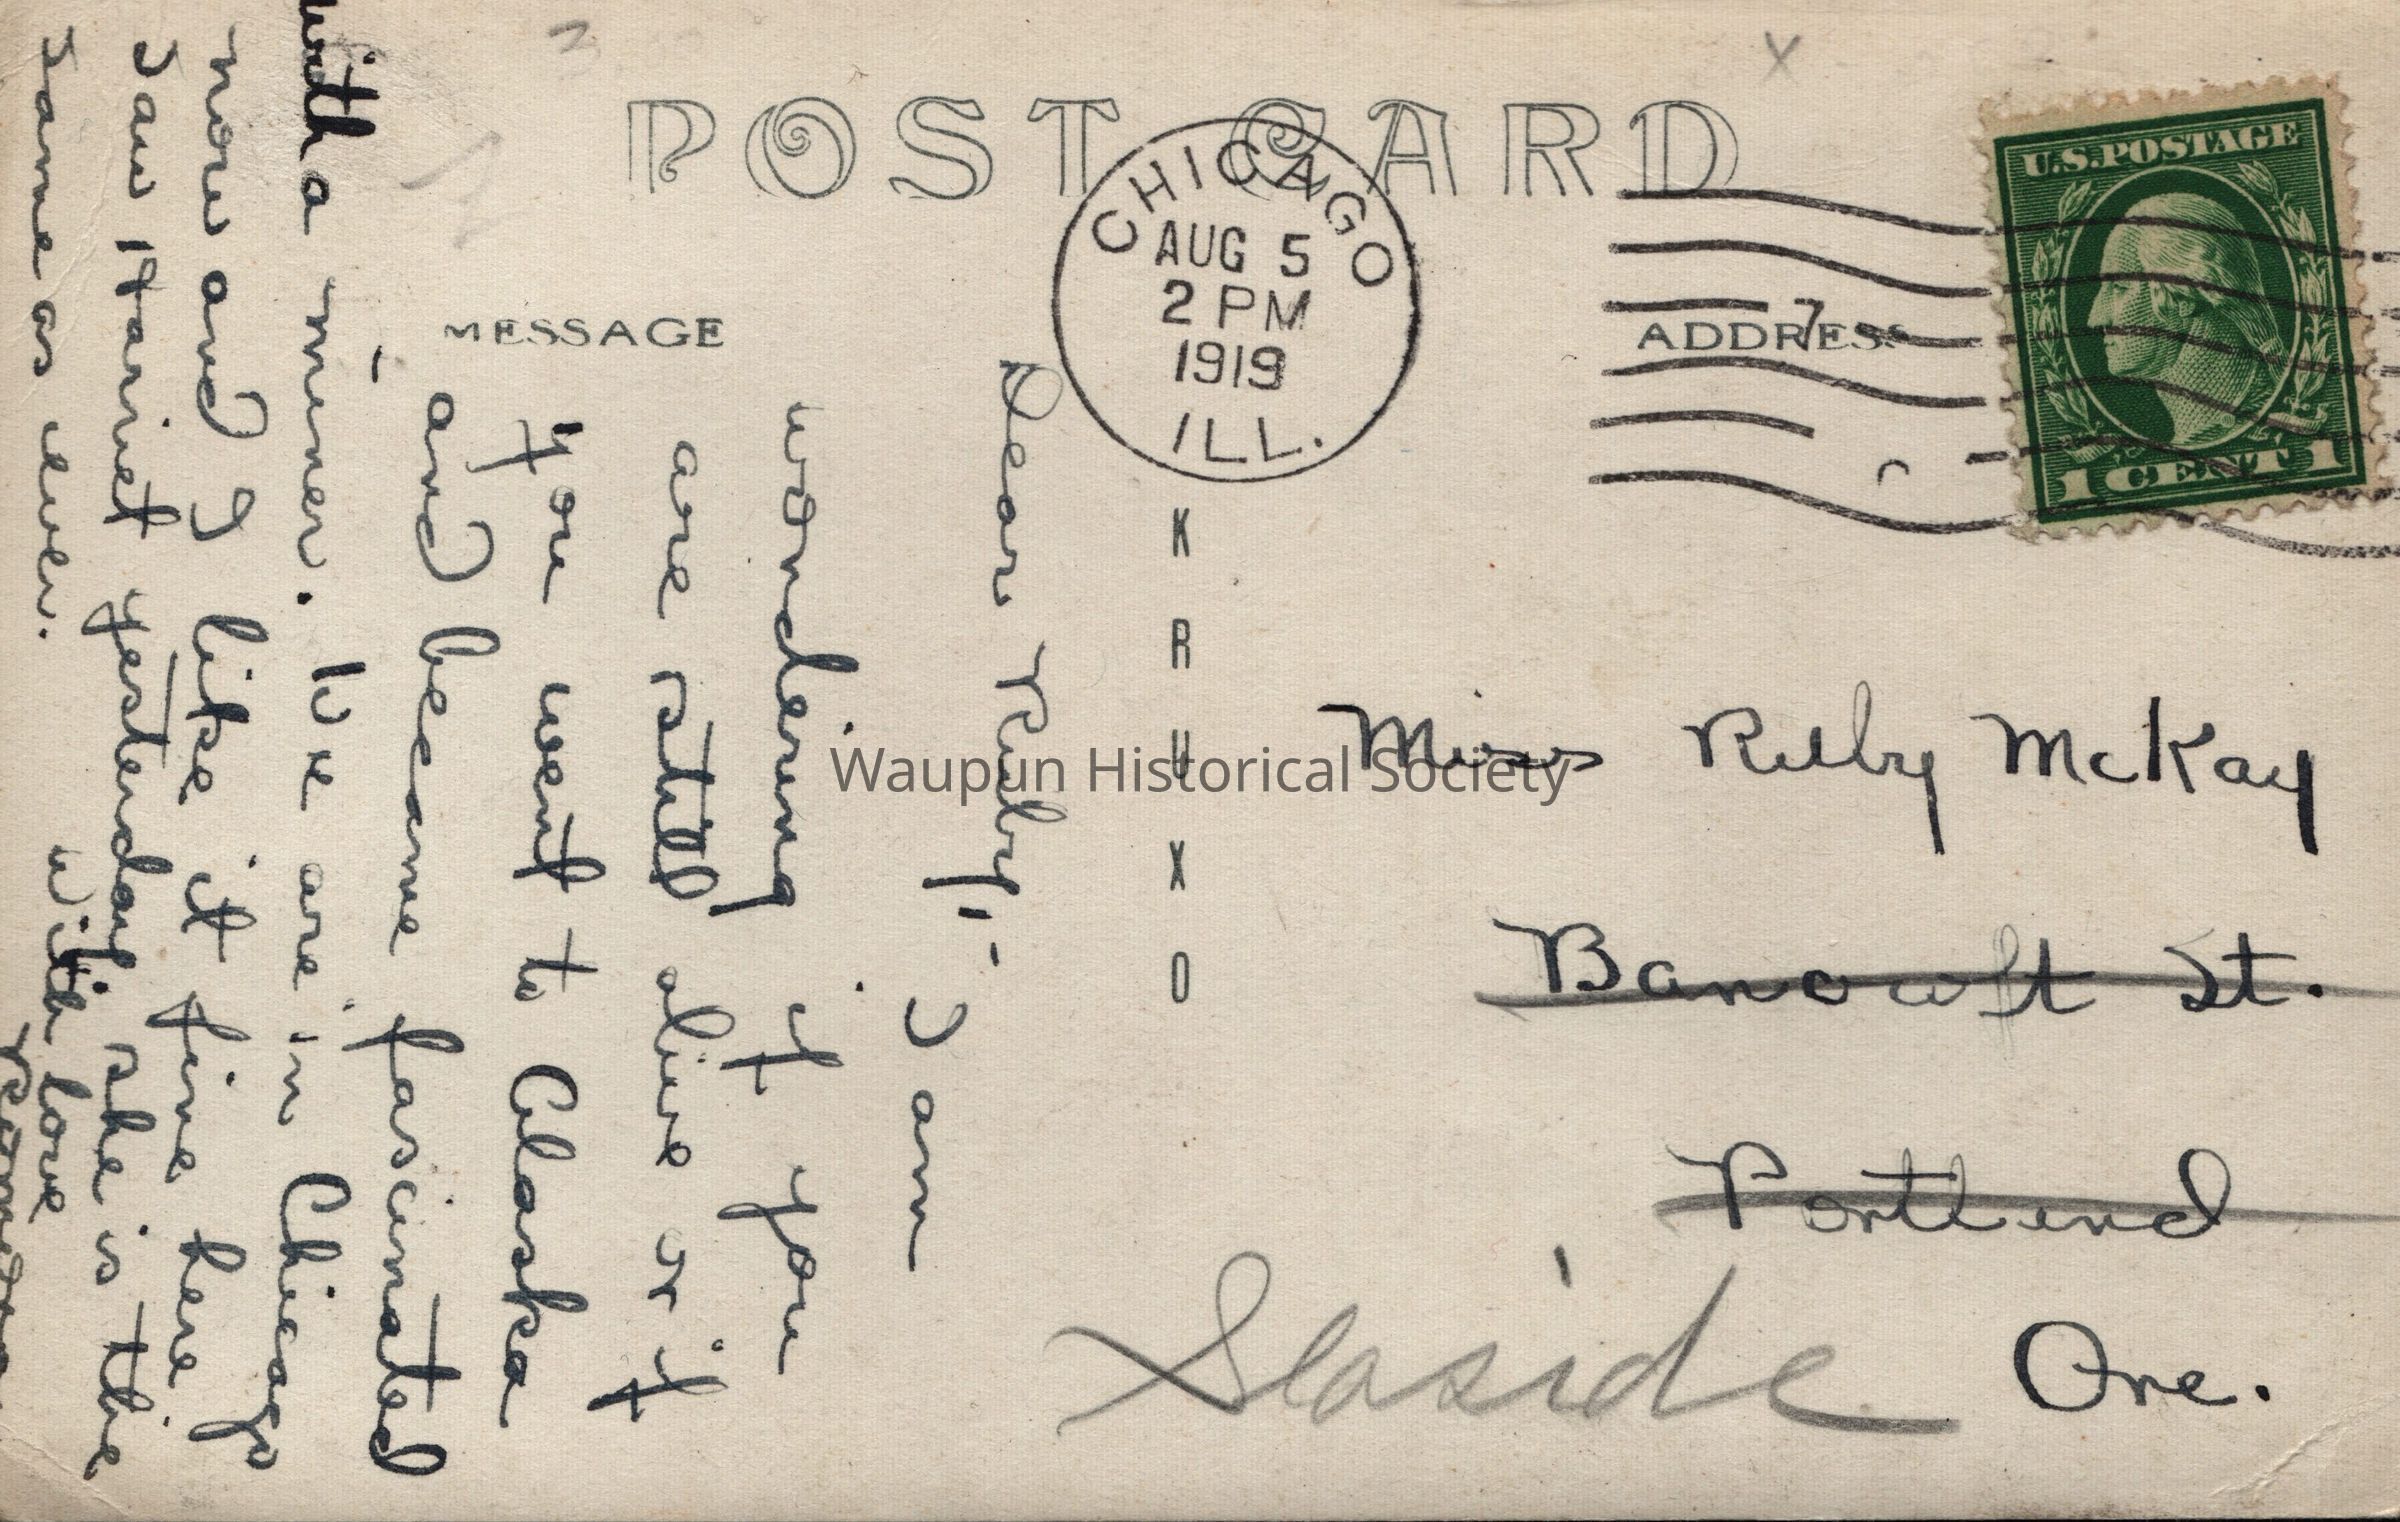 POST CARD
CHICAGO
AUG 5
2 PM
1919
ILL.
U.S.POSTAGE
1 CENT 1
MESSAGE
ADDRESS
7
X
3
KRUXO
Dear Ruby:- I am
wondering if you
are still alive or if
you went to Alaska
and became fascinated
with a miner. We are in Chicago
now and I like it fine here
Saw Harriet yesterday; she is the
same as ever.
With love
Miss Ruby McKay
Bancroft St.
Portland
Seaside Ore.
Waupun Historical Society